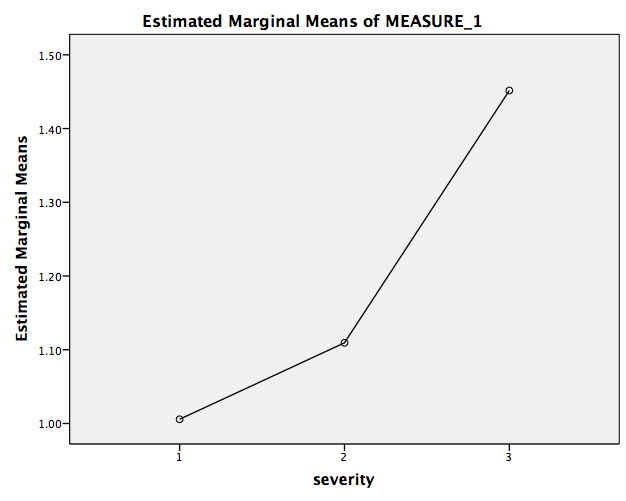 Estimated Marginal Means of MEASURE_1
Estimated Marginal Means
1.50
1.40
1.30
1.20
1.10
1.00
1 2 3
severity